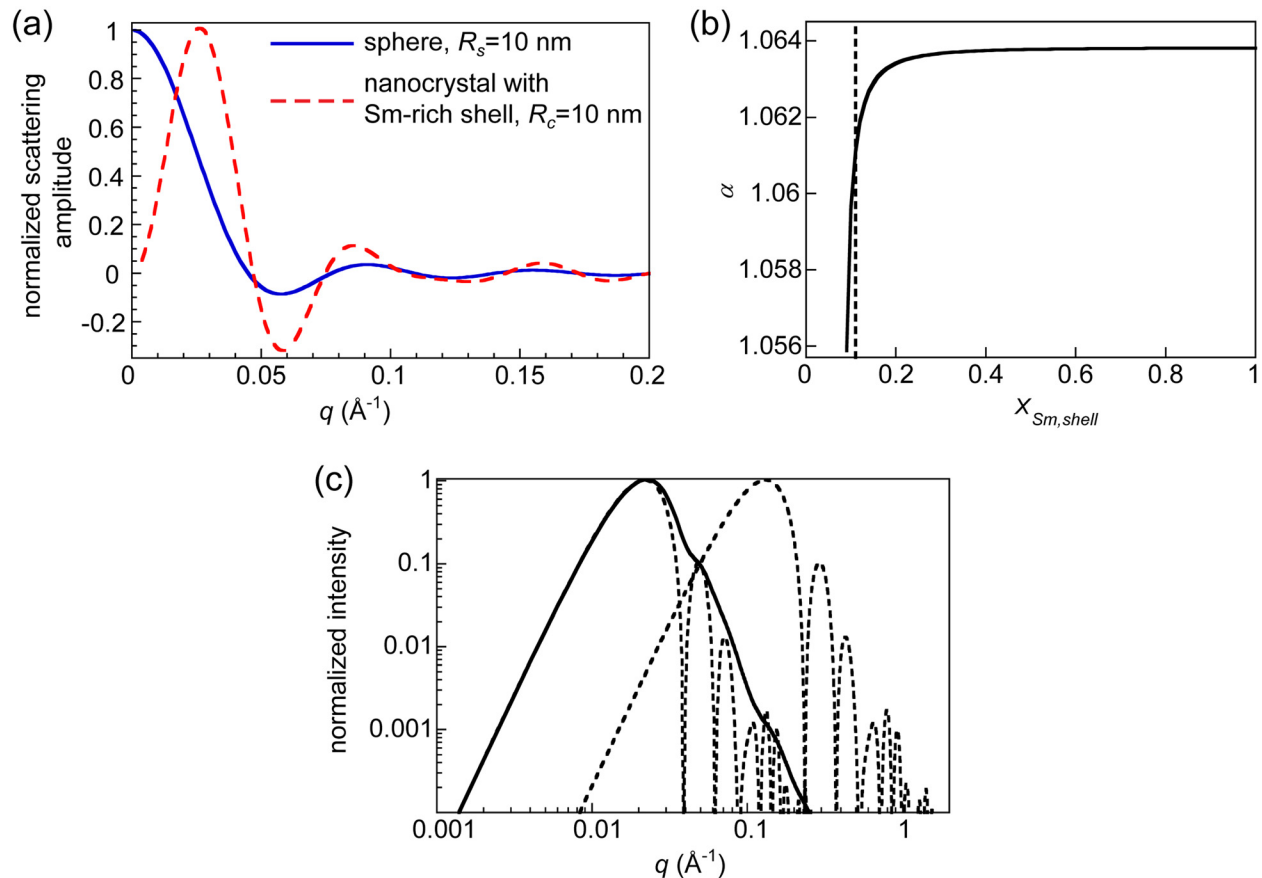 (a)
normalized scattering
amplitude
1
0.8
0.6
0.4
0.2
0
-0.2
sphere, Rs=10 nm
nanocrystal with
Sm-rich shell, Rc=10 nm
0
0.05
0.1
0.15
0.2
q (Å-1)
(b)
α
1.064
1.062
1.06
1.058
1.056
0
0.2
0.4
0.6
0.8
1
XSm,shell
(c)
normalized intensity
1
0.1
0.01
0.001
0.001
0.01
0.1
1
q (Å-1)